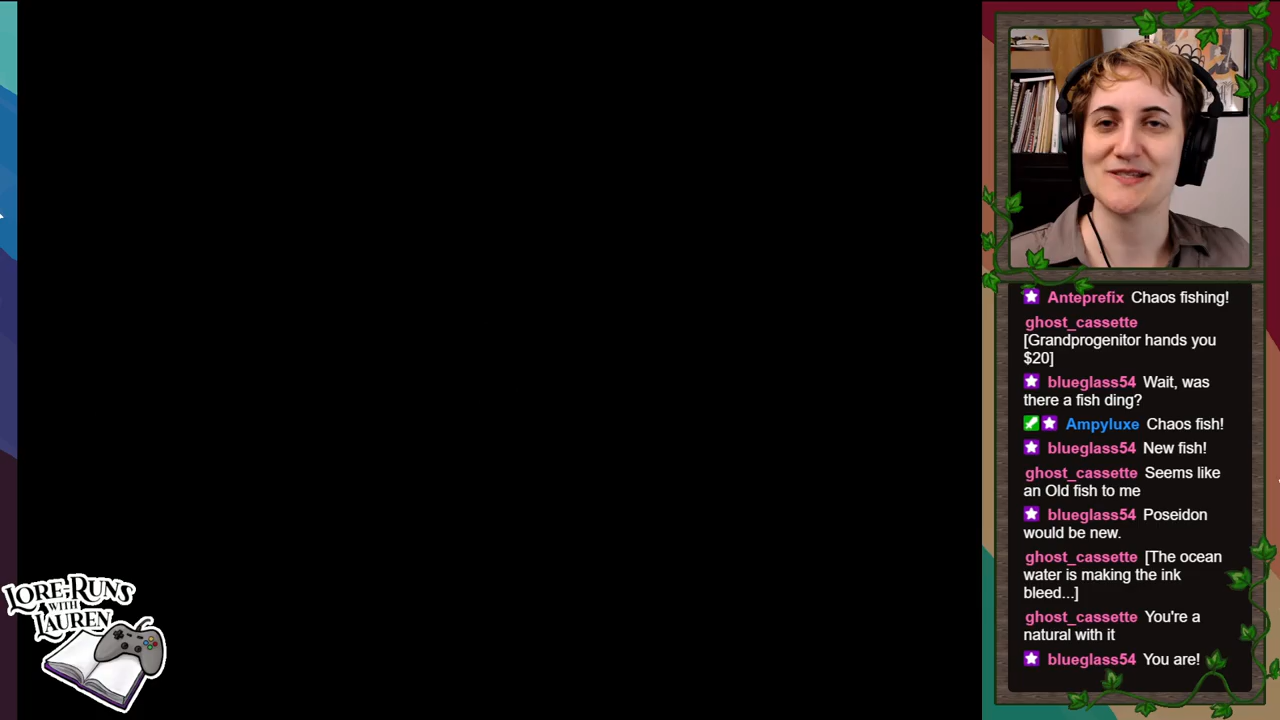 Anteprefix Chaos fishing!
ghost_cassette
[Grandprogenitor hands you
$20]
blueglass54 Wait, was
there a fish ding?
Ampyluxe Chaos fish!
blueglass54 New fish!
ghost_cassette Seems like
an Old fish to me
blueglass54 Poseidon
would be new.
ghost_cassette [The ocean
water is making the ink
bleed...]
ghost_cassette You're a
natural with it
blueglass54 You are!
LORE-RUNS
WITH
LAUREN